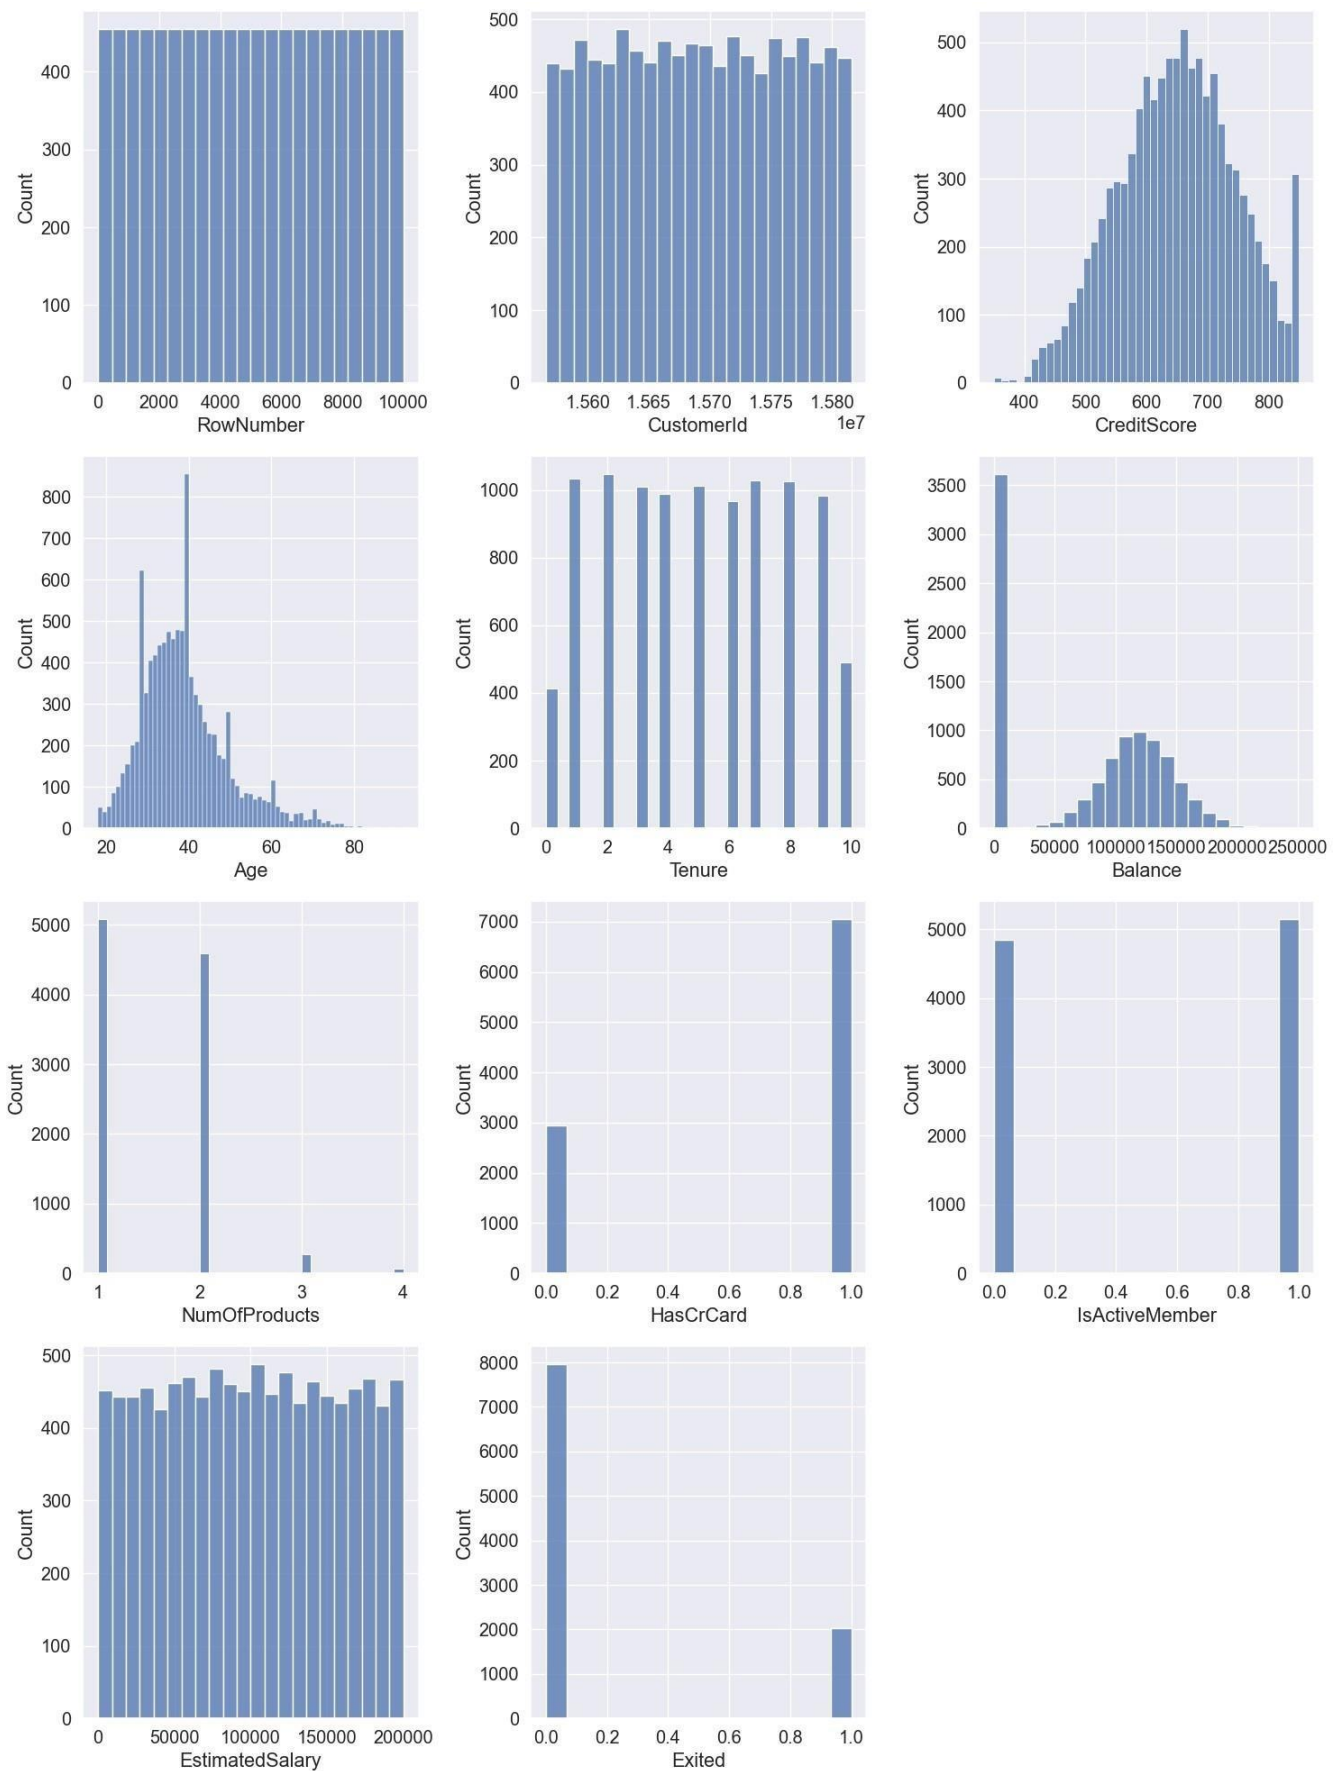 Count
400
300
200
100
0
0 2000 4000 6000 8000 10000
RowNumber
Count
500
400
300
200
100
0
1.560 1.565 1.570 1.575 1.580
1e7
CustomerId
Count
500
400
300
200
100
0
400 500 600 700 800
CreditScore
Count
800
700
600
500
400
300
200
100
0
20 40 60 80
Age
Count
1000
800
600
400
200
0
0 2 4 6 8 10
Tenure
Count
3500
3000
2500
2000
1500
1000
500
0
0 50000 100000 150000 200000 250000
Balance
Count
5000
4000
3000
2000
1000
0
1 2 3 4
NumOfProducts
Count
7000
6000
5000
4000
3000
2000
1000
0
0.0 0.2 0.4 0.6 0.8 1.0
HasCrCard
Count
5000
4000
3000
2000
1000
0
0.0 0.2 0.4 0.6 0.8 1.0
IsActiveMember
Count
500
400
300
200
100
0
0 50000 100000 150000 200000
EstimatedSalary
Count
8000
7000
6000
5000
4000
3000
2000
1000
0
0.0 0.2 0.4 0.6 0.8 1.0
Exited